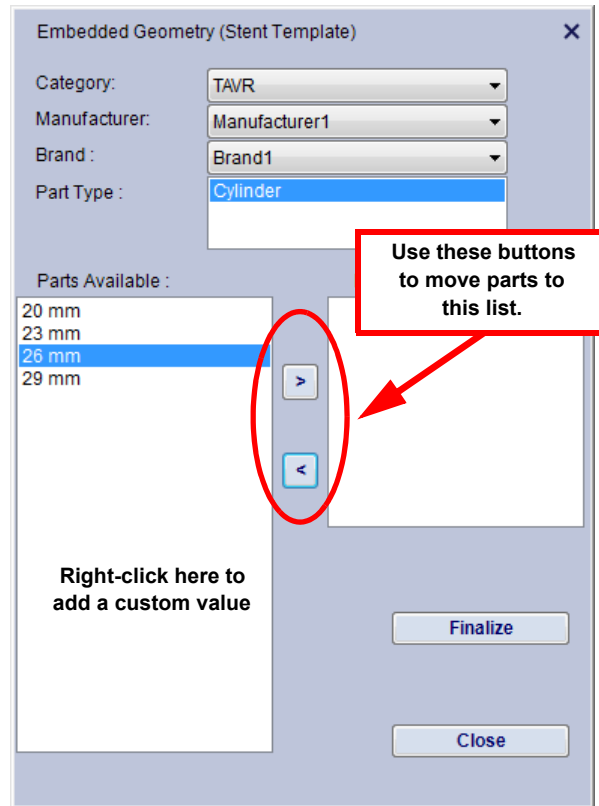 Embedded Geometry (Stent Template)
Category:
TAVR
Manufacturer:
Manufacturer1
Brand :
Brand1
Part Type :
Cylinder
Use these buttons
to move parts to
this list.
Parts Available :
20 mm
23 mm
26 mm
29 mm
>
<
Right-click here to
add a custom value
Finalize
Close